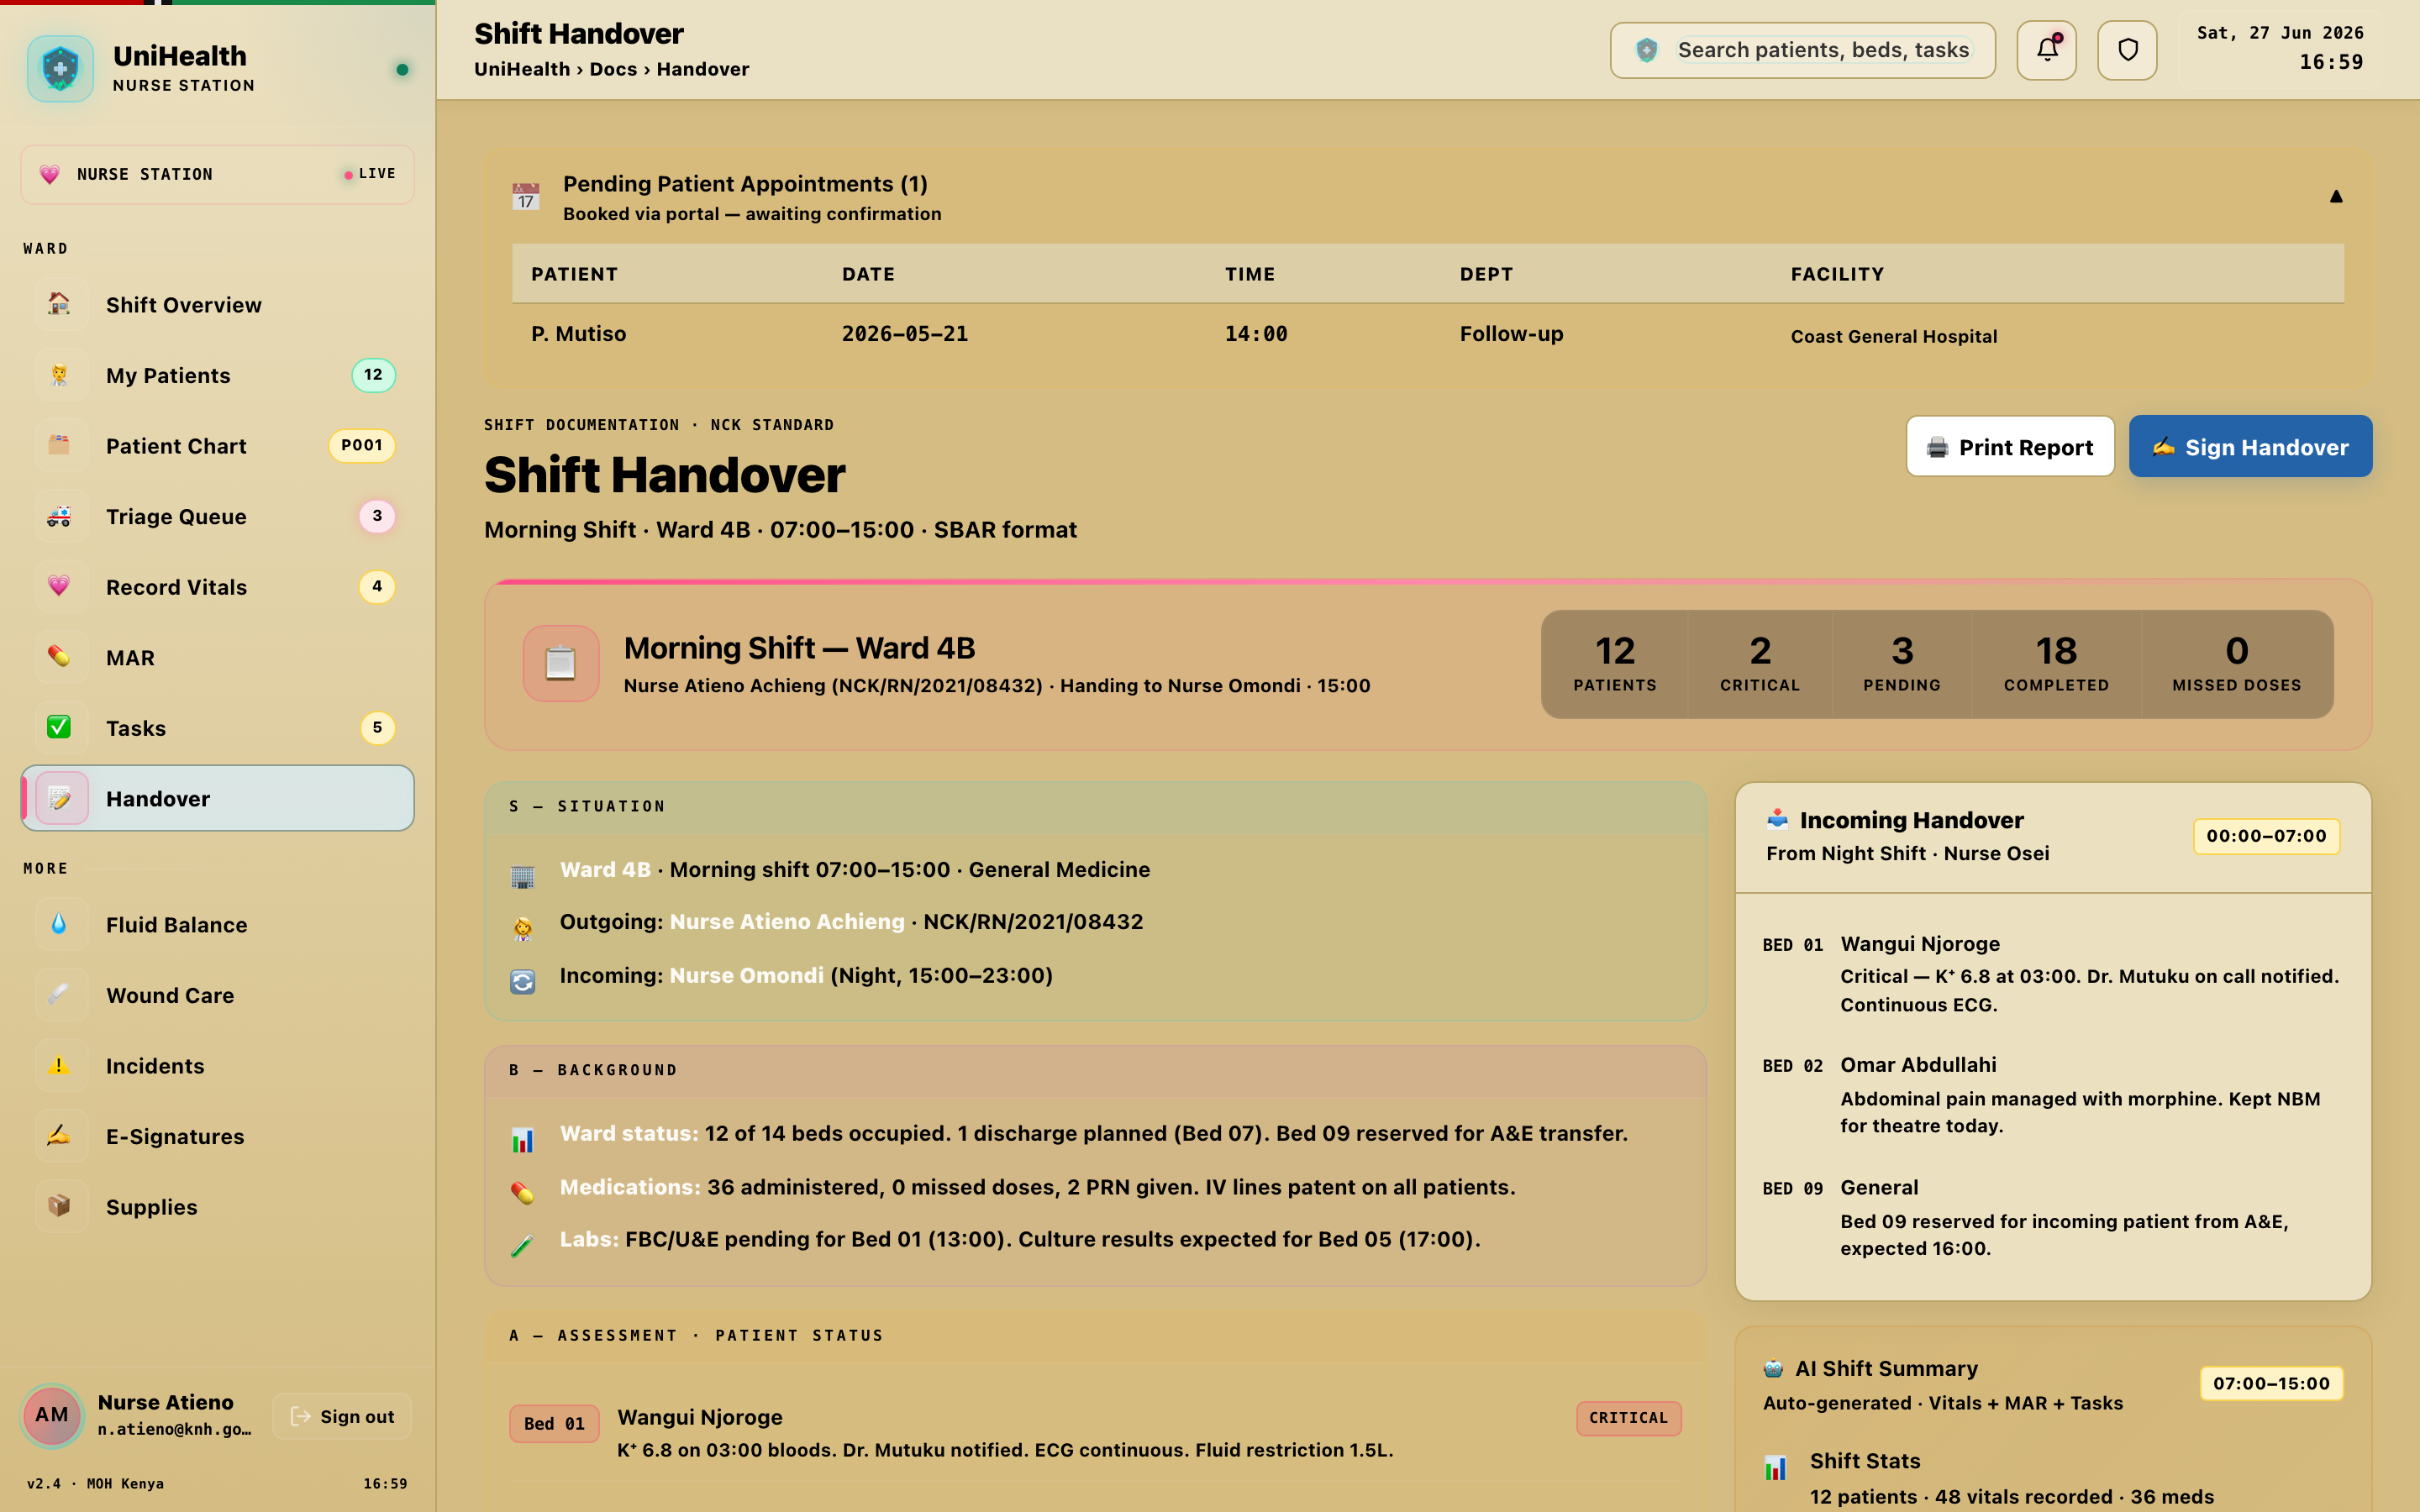 UniHealth
NURSE STATION
NURSE STATION
LIVE
WARD
Shift Overview
My Patients 12
Patient Chart P001
Triage Queue 3
Record Vitals 4
MAR
Tasks 5
Handover
MORE
Fluid Balance
Wound Care
Incidents
E-Signatures
Supplies
AM
Nurse Atieno
n.atieno@knh.go…
Sign out
v2.4 · MOH Kenya 16:59
Shift Handover
UniHealth › Docs › Handover
Search patients, beds, tasks
Sat, 27 Jun 2026
16:59
17
Pending Patient Appointments (1)
Booked via portal — awaiting confirmation
▲
PATIENT DATE TIME DEPT FACILITY
P. Mutiso 2026-05-21 14:00 Follow-up Coast General Hospital
SHIFT DOCUMENTATION · NCK STANDARD
Shift Handover
Morning Shift · Ward 4B · 07:00–15:00 · SBAR format
Print Report
Sign Handover
Morning Shift — Ward 4B
Nurse Atieno Achieng (NCK/RN/2021/08432) · Handing to Nurse Omondi · 15:00
12 2 3 18 0
PATIENTS CRITICAL PENDING COMPLETED MISSED DOSES
S — SITUATION
Ward 4B · Morning shift 07:00–15:00 · General Medicine
Outgoing: Nurse Atieno Achieng · NCK/RN/2021/08432
Incoming: Nurse Omondi (Night, 15:00–23:00)
B — BACKGROUND
Ward status: 12 of 14 beds occupied. 1 discharge planned (Bed 07). Bed 09 reserved for A&E transfer.
Medications: 36 administered, 0 missed doses, 2 PRN given. IV lines patent on all patients.
Labs: FBC/U&E pending for Bed 01 (13:00). Culture results expected for Bed 05 (17:00).
A — ASSESSMENT · PATIENT STATUS
Bed 01
Wangui Njoroge
CRITICAL
K⁺ 6.8 on 03:00 bloods. Dr. Mutuku notified. ECG continuous. Fluid restriction 1.5L.
Incoming Handover
From Night Shift · Nurse Osei
00:00–07:00
BED 01 Wangui Njoroge
Critical — K⁺ 6.8 at 03:00. Dr. Mutuku on call notified.
Continuous ECG.
BED 02 Omar Abdullahi
Abdominal pain managed with morphine. Kept NBM
for theatre today.
BED 09 General
Bed 09 reserved for incoming patient from A&E,
expected 16:00.
AI Shift Summary
Auto-generated · Vitals + MAR + Tasks
07:00–15:00
Shift Stats
12 patients · 48 vitals recorded · 36 meds